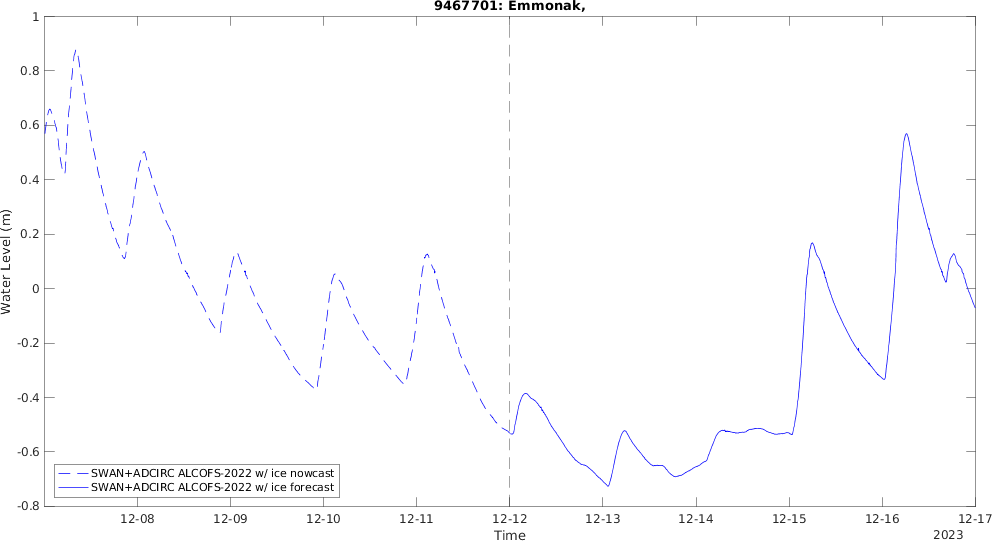 9467701: Emmonak,
1
0.8
0.6
0.4
0.2
0
-0.2
-0.4
-0.6
-0.8
Water Level (m)
SWAN+ADCIRC ALCOFS-2022 w/ ice nowcast
SWAN+ADCIRC ALCOFS-2022 w/ ice forecast
12-08 12-09 12-10 12-11 12-12 12-13 12-14 12-15 12-16 12-17
Time
2023